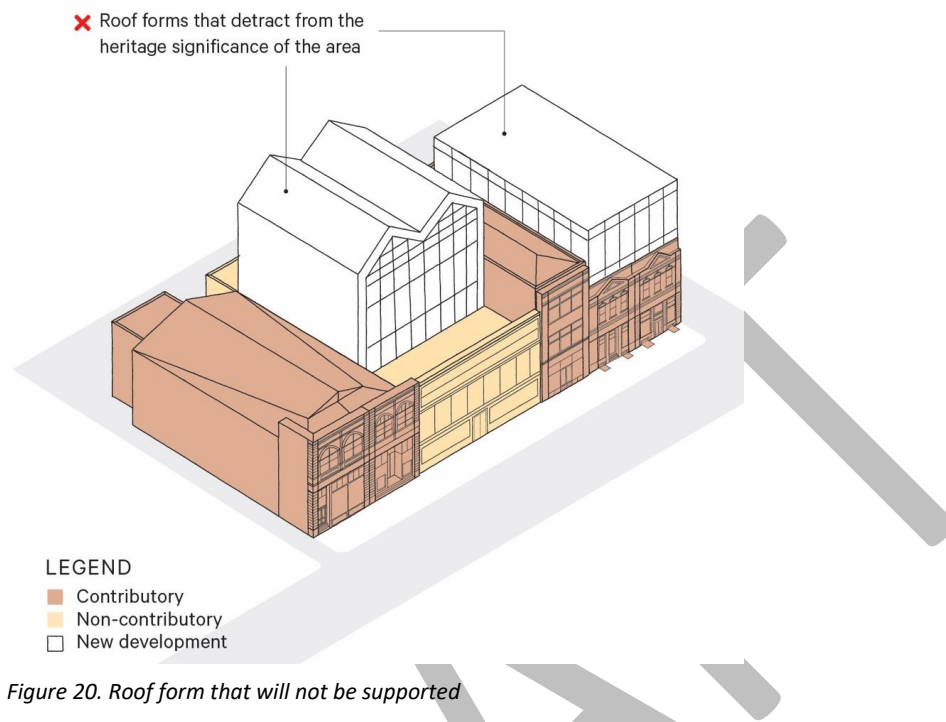 Roof forms that detract from the
heritage significance of the area
LEGEND
Contributory
Non-contributory
New development
Figure 20. Roof form that will not be supported